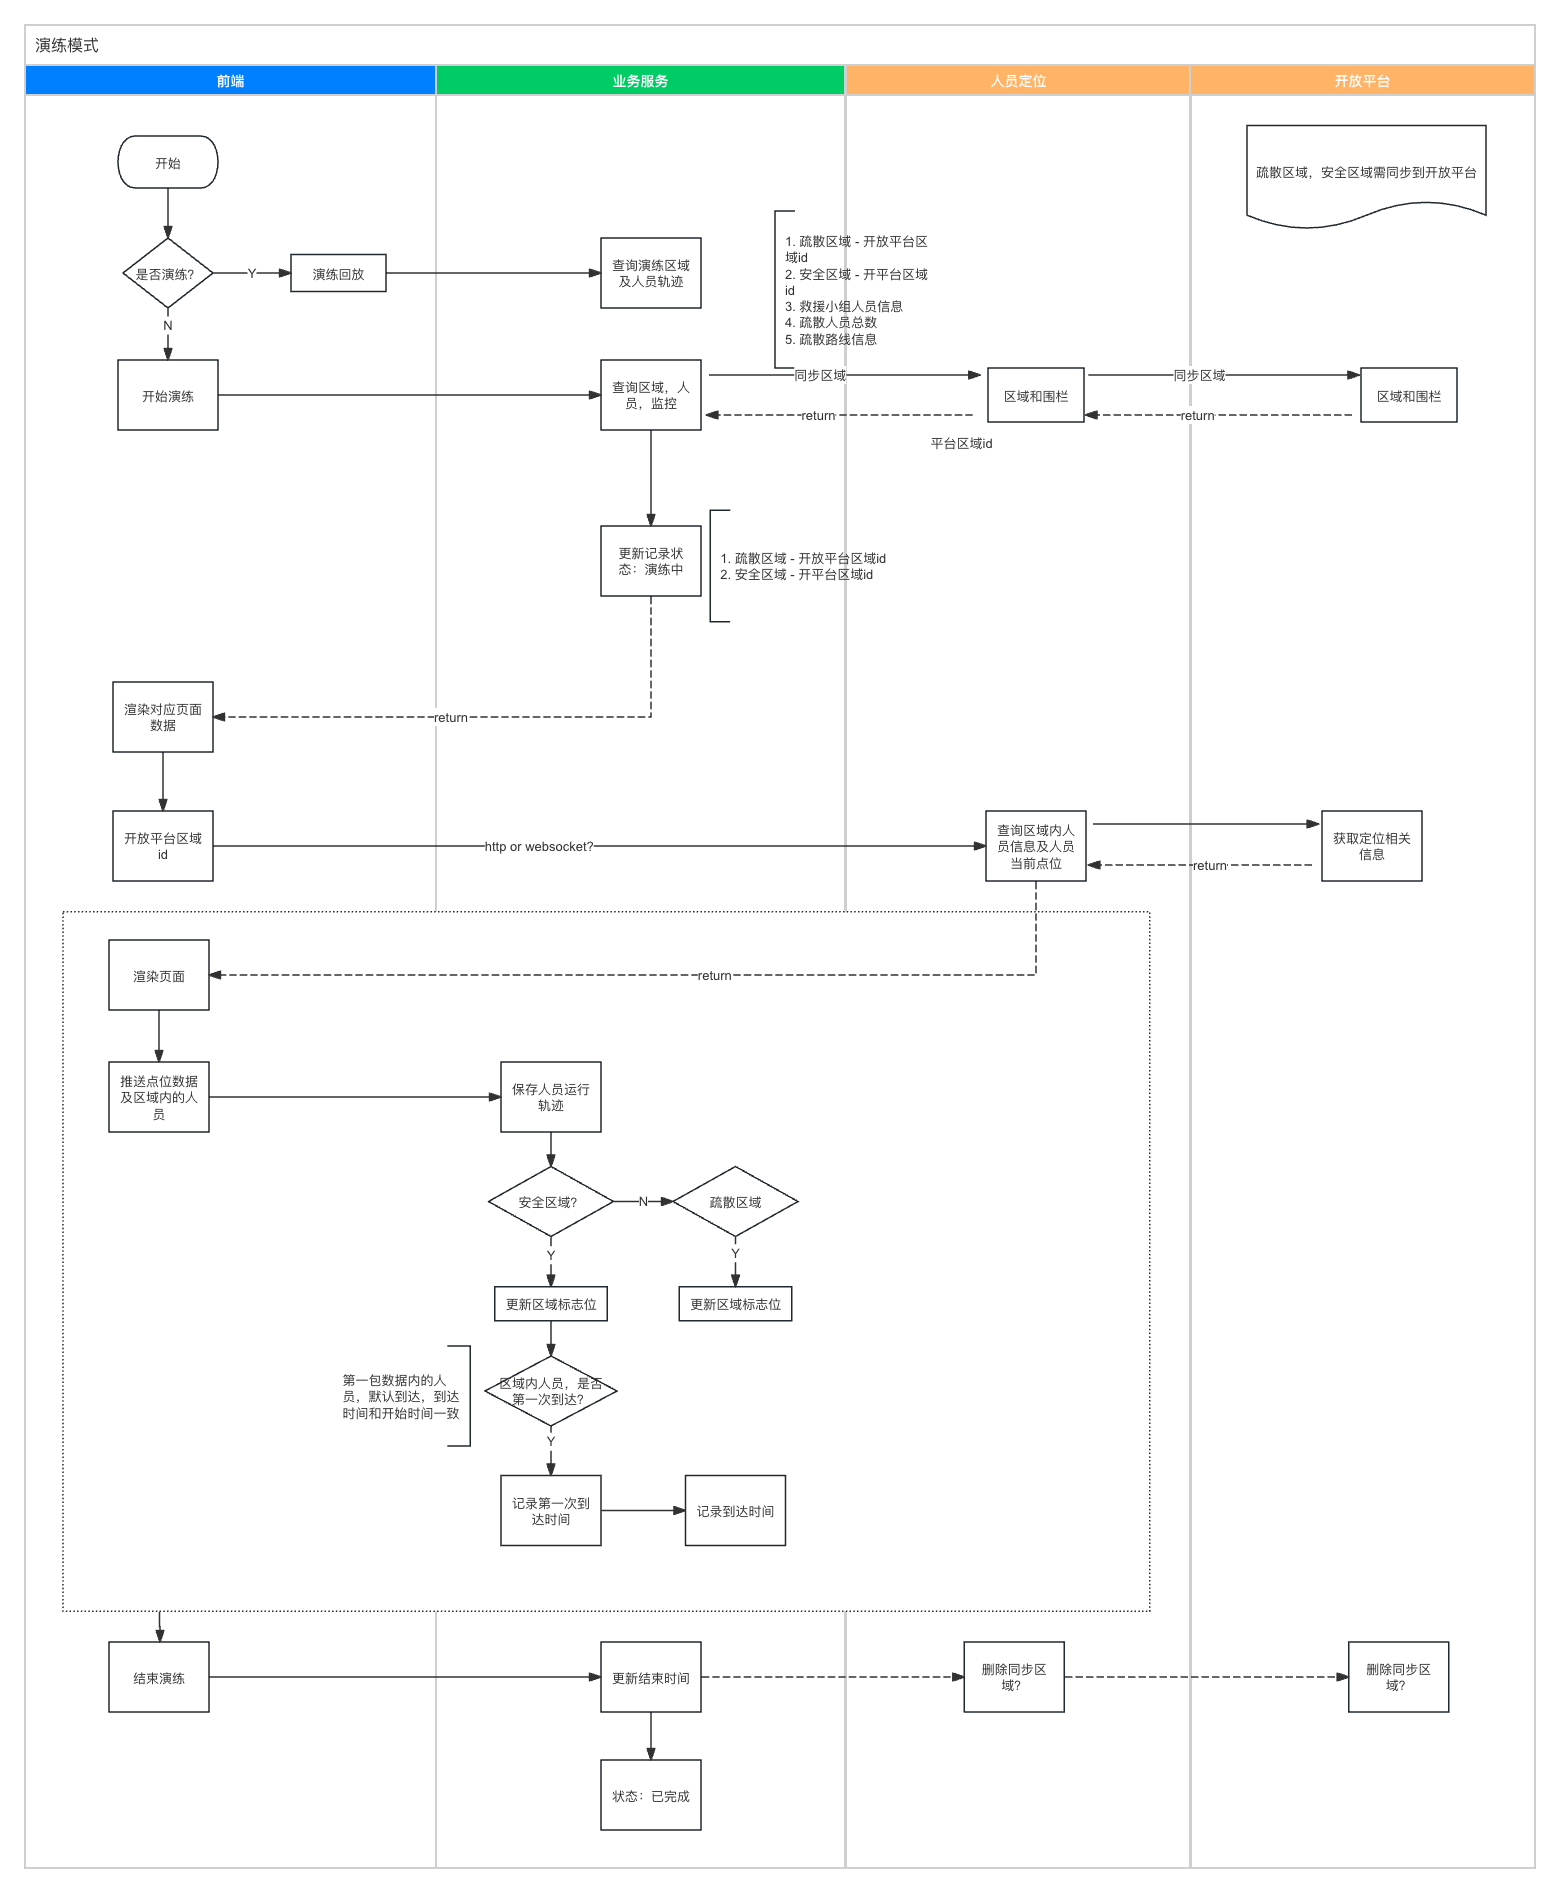 演练模式
前端
业务服务
人员定位
开放平台
开始
疏散区域，安全区域需同步到开放平台
是否演练?
Y
演练回放
查询演练区域
及人员轨迹
1. 疏散区域 - 开放平台区
域id
2. 安全区域 - 开平台区域
id
3. 救援小组人员信息
4. 疏散人员总数
5. 疏散路线信息
N
开始演练
查询区域，人
员，监控
同步区域
return
区域和围栏
同步区域
return
区域和围栏
平台区域id
更新记录状
态：演练中
1. 疏散区域 - 开放平台区域id
2. 安全区域 - 开平台区域id
渲染对应页面
数据
return
开放平台区域
id
http or websocket?
查询区域内人
员信息及人员
当前点位
return
获取定位相关
信息
渲染页面
return
推送点位数据
及区域内的人
员
保存人员运行
轨迹
安全区域?
N
疏散区域
Y
Y
更新区域标志位
更新区域标志位
第一包数据内的人
员，默认到达，到达
时间和开始时间一致
区域内人员，是否
第一次到达?
Y
记录第一次到
达时间
记录到达时间
结束演练
更新结束时间
删除同步区
域?
删除同步区
域?
状态：已完成